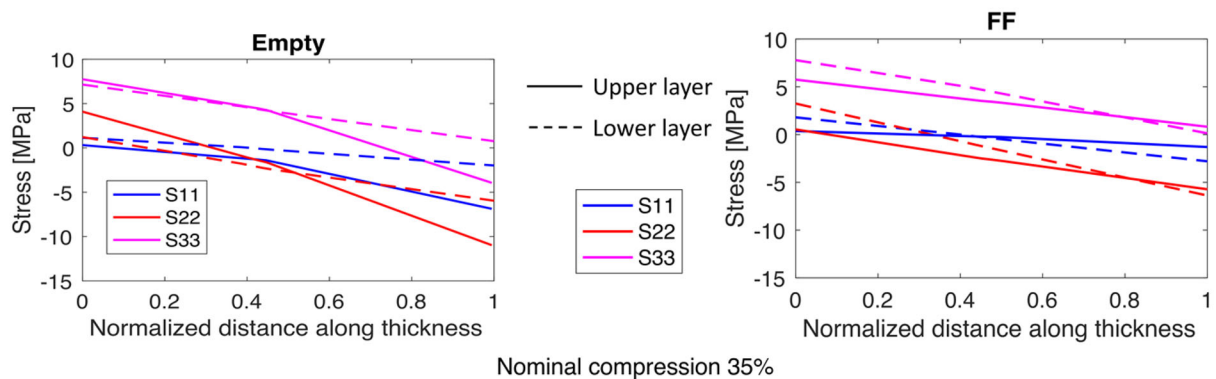 Empty
Stress [MPa]
10
5
0
-5
-10
-15
S11
S22
S33
0 0.2 0.4 0.6 0.8 1
Normalized distance along thickness
Upper layer
Lower layer
S11
S22
S33
FF
Stress [MPa]
10
5
0
-5
-10
-15
0 0.2 0.4 0.6 0.8 1
Normalized distance along thickness
Nominal compression 35%